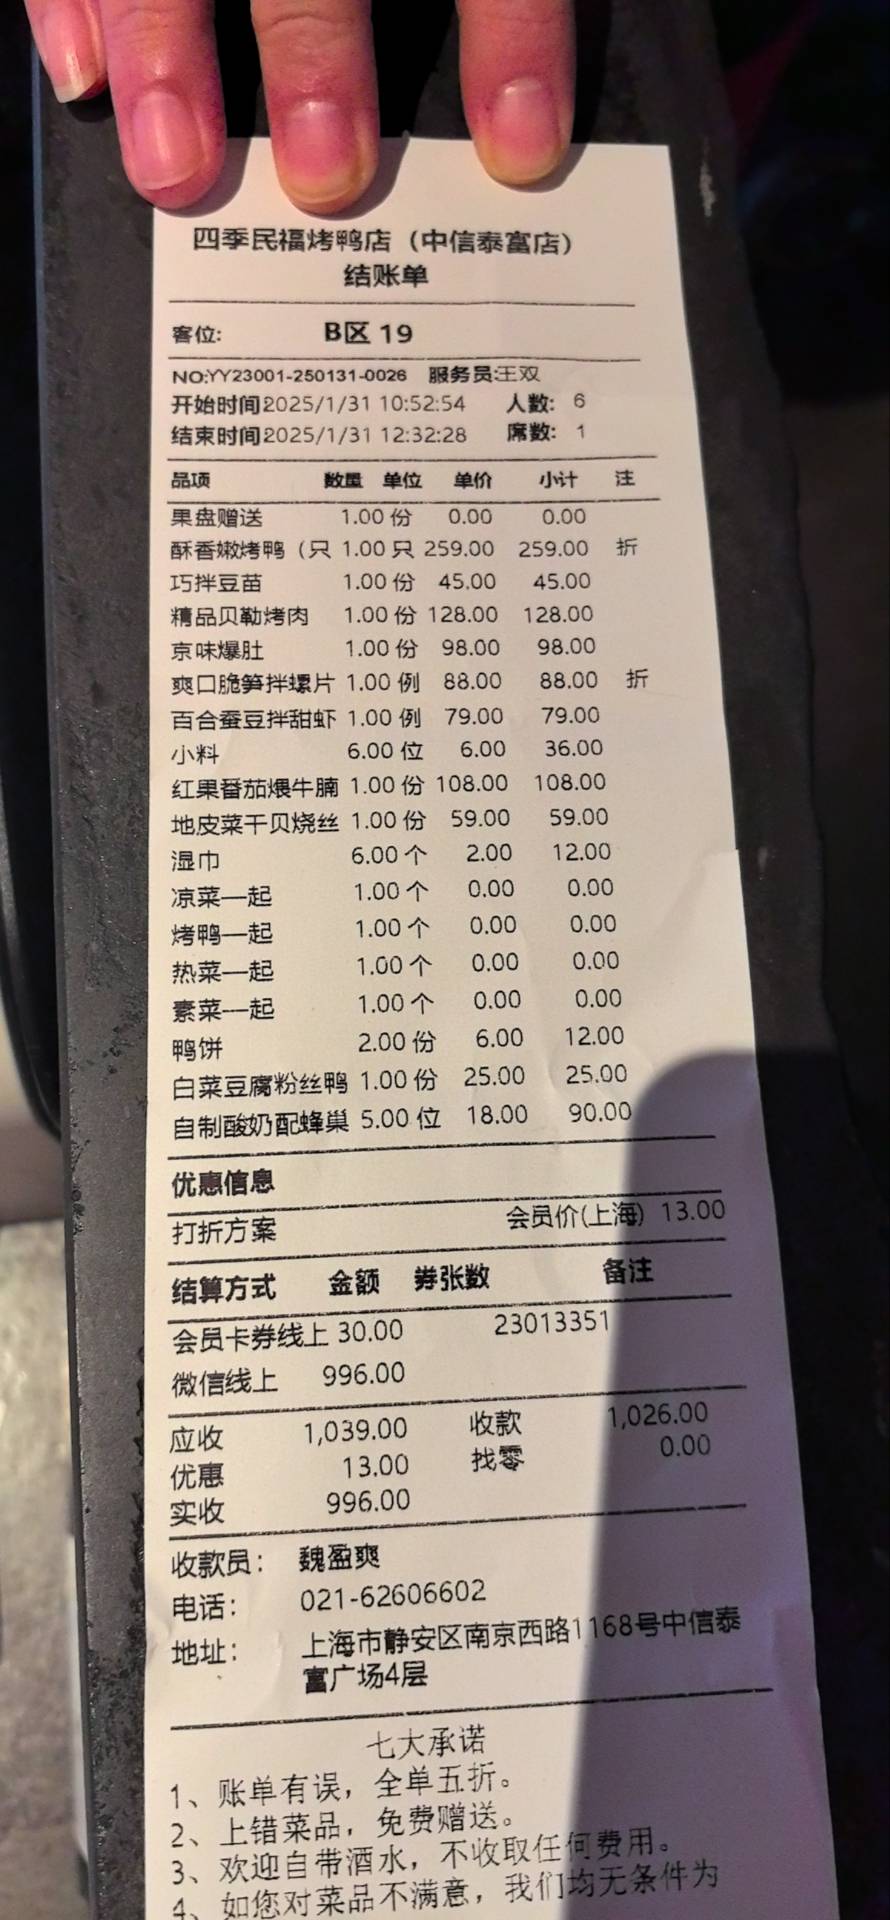 四季民福烤鸭店（中信泰富店）
结账单
客位: B区 19
NO:YY23001-250131-0026 服务员:王双
开始时间2025/1/31 10:52:54 人数: 6
结束时间2025/1/31 12:32:28 席数: 1
品项 数量 单位 单价 小计 注
果盘赠送 1.00 份 0.00 0.00
酥香嫩烤鸭（只 1.00 只 259.00 259.00 折
巧拌豆苗 1.00 份 45.00 45.00
精品贝勒烤肉 1.00 份 128.00 128.00
京味爆肚 1.00 份 98.00 98.00
爽口脆笋拌螺片 1.00 例 88.00 88.00 折
百合蚕豆拌甜虾 1.00 例 79.00 79.00
小料 6.00 位 6.00 36.00
红果番茄煨牛腩 1.00 份 108.00 108.00
地皮菜干贝烧丝 1.00 份 59.00 59.00
湿巾 6.00 个 2.00 12.00
凉菜一起 1.00 个 0.00 0.00
烤鸭一起 1.00 个 0.00 0.00
热菜一起 1.00 个 0.00 0.00
素菜一起 1.00 个 0.00 0.00
鸭饼 2.00 份 6.00 12.00
白菜豆腐粉丝鸭 1.00 份 25.00 25.00
自制酸奶配蜂巢 5.00 位 18.00 90.00
优惠信息
打折方案 会员价(上海) 13.00
结算方式 金额 券张数 备注
会员卡券线上 30.00 23013351
微信线上 996.00
应收 1,039.00 收款 1,026.00
优惠 13.00 找零 0.00
实收 996.00
收款员: 魏盈爽
电话: 021-62606602
地址: 上海市静安区南京西路1168号中信泰
富广场4层
七大承诺
1、账单有误，全单五折。
2、上错菜品，免费赠送。
3、欢迎自带酒水，不收取任何费用。
4、如您对菜品不满意，我们均无条件为